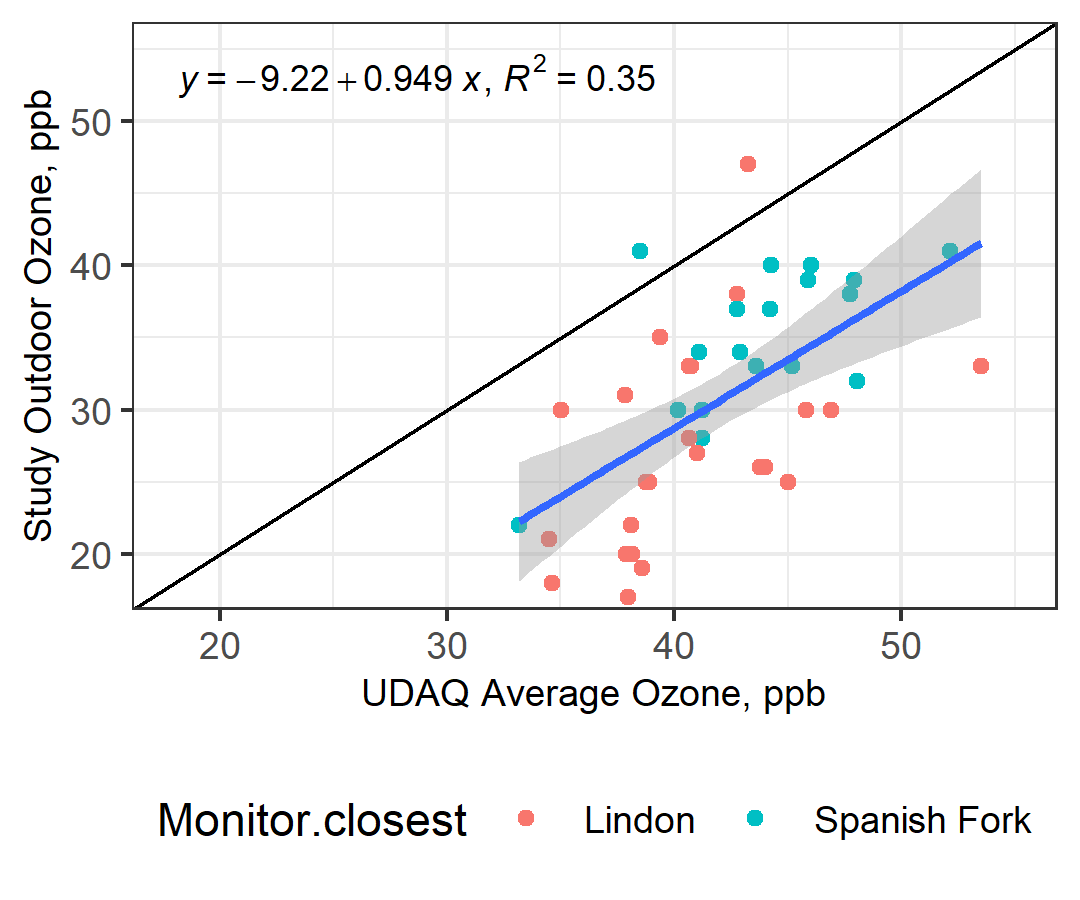 y = −9.22 + 0.949 x, R² = 0.35
Study Outdoor Ozone, ppb
50
40
30
20
20 30 40 50
UDAQ Average Ozone, ppb
Monitor.closest Lindon Spanish Fork